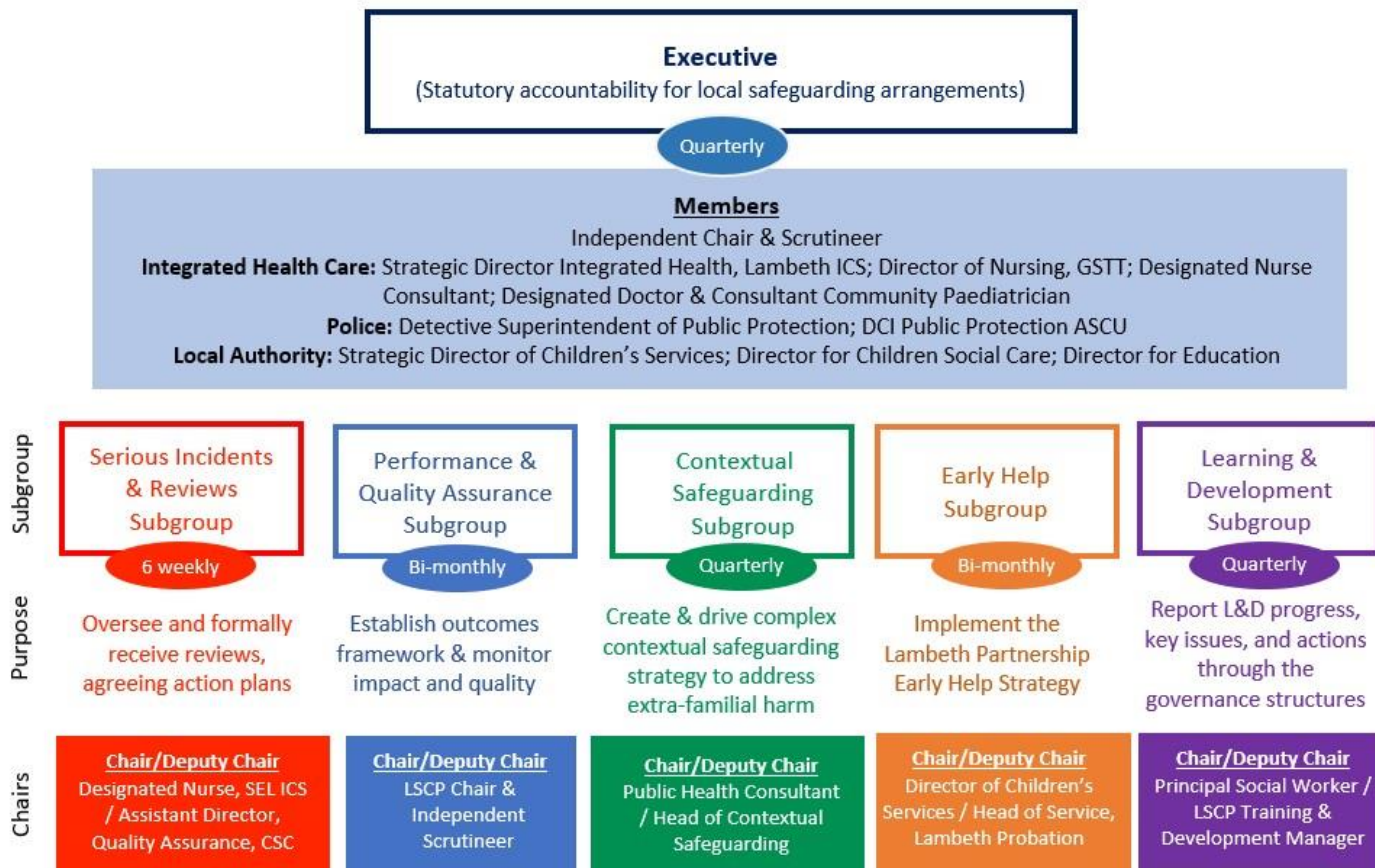 Executive
(Statutory accountability for local safeguarding arrangements)
Quarterly
Members
Independent Chair & Scrutineer
Integrated Health Care: Strategic Director Integrated Health, Lambeth ICS; Director of Nursing, GSTT; Designated Nurse
Consultant; Designated Doctor & Consultant Community Paediatrician
Police: Detective Superintendent of Public Protection; DCI Public Protection ASCU
Local Authority: Strategic Director of Children’s Services; Director for Children Social Care; Director for Education
Subgroup
Serious Incidents
& Reviews
Subgroup
6 weekly
Performance &
Quality Assurance
Subgroup
Bi-monthly
Contextual
Safeguarding
Subgroup
Quarterly
Early Help
Subgroup
Bi-monthly
Learning &
Development
Subgroup
Quarterly
Purpose
Oversee and formally
receive reviews,
agreeing action plans
Establish outcomes
framework & monitor
impact and quality
Create & drive complex
contextual safeguarding
strategy to address
extra-familial harm
Implement the
Lambeth Partnership
Early Help Strategy
Report L&D progress,
key issues, and actions
through the
governance structures
Chairs
Chair/Deputy Chair
Designated Nurse, SEL ICS
/ Assistant Director,
Quality Assurance, CSC
Chair/Deputy Chair
LSCP Chair &
Independent
Scrutineer
Chair/Deputy Chair
Public Health Consultant
/ Head of Contextual
Safeguarding
Chair/Deputy Chair
Director of Children’s
Services / Head of Service,
Lambeth Probation
Chair/Deputy Chair
Principal Social Worker /
LSCP Training &
Development Manager